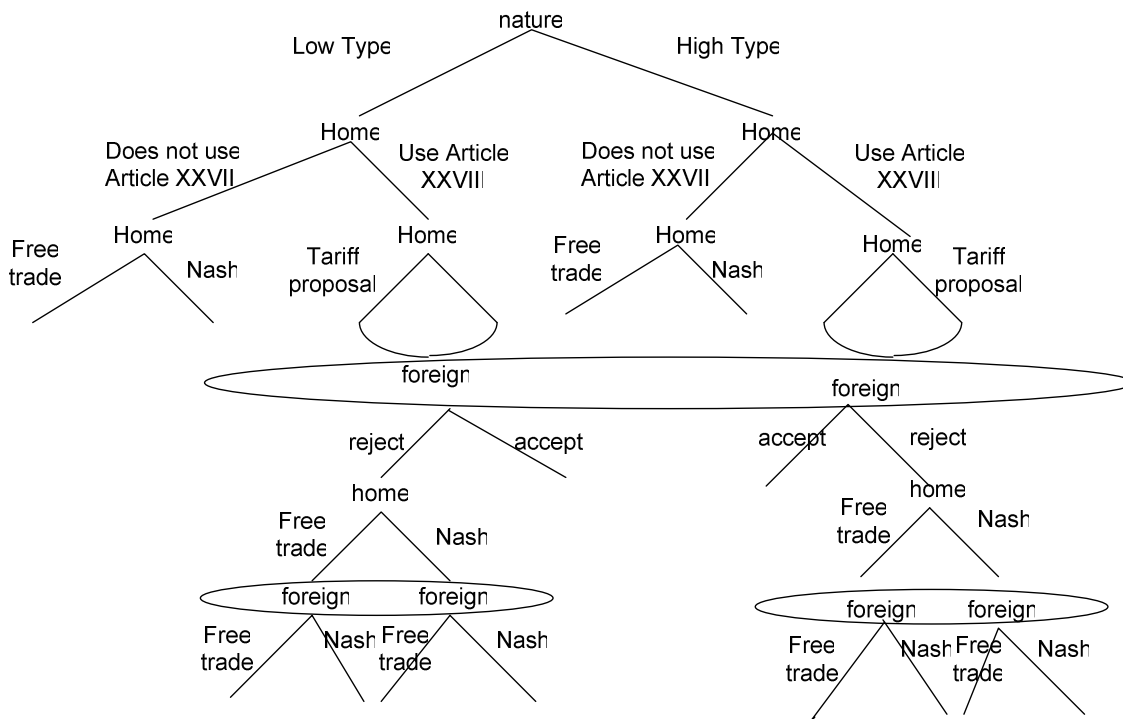 nature
Low Type
High Type
Home
Home
Does not use
Article XXVII
Use Article
XXVIII
Does not use
Article XXVII
Use Article
XXVIII
Home
Home
Home
Home
Free
trade
Nash
Tariff
proposal
Free
trade
Nash
Tariff
proposal
foreign
foreign
reject
accept
accept
reject
home
home
Free
trade
Nash
Free
trade
Nash
foreign
foreign
foreign
foreign
Free
trade
Nash
Free
trade
Nash
Free
trade
Nash
Free
trade
Nash